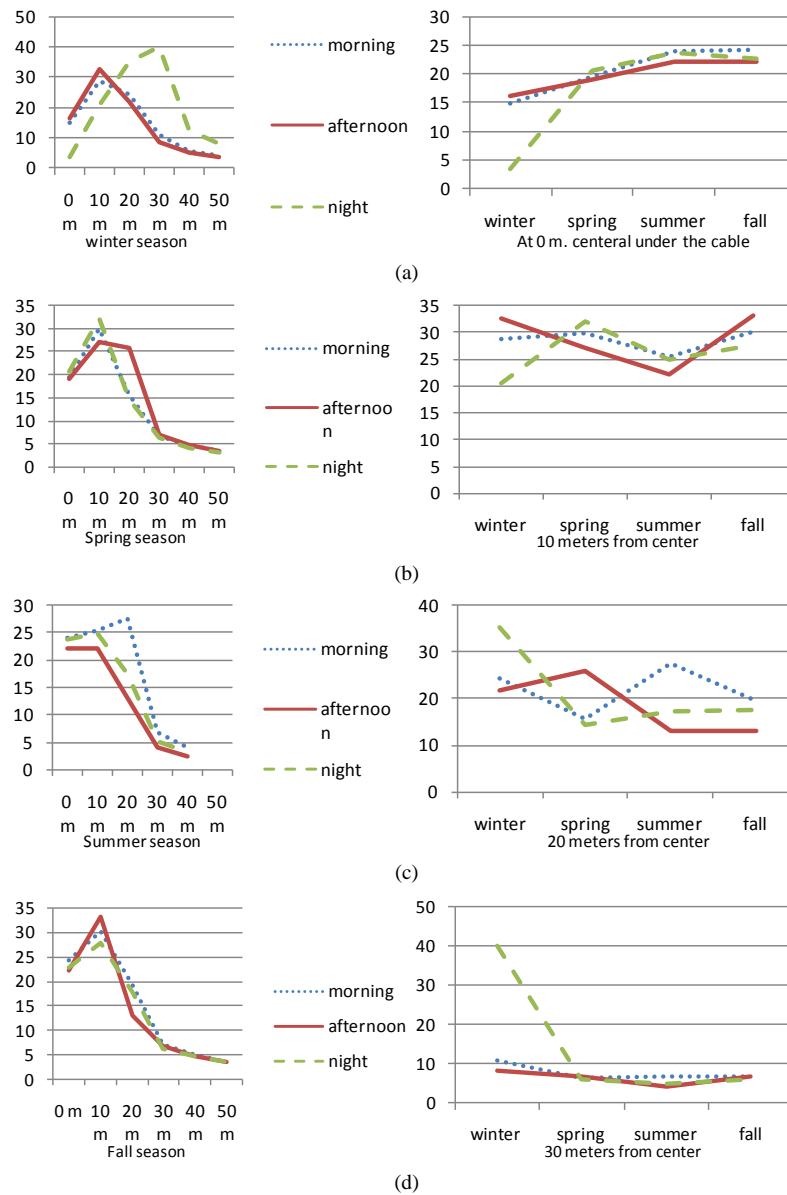 50
40
30
20
10
0
0 10 20 30 40 50
m m m m m m
winter season
morning
afternoon
night
30
25
20
15
10
5
0
winter spring summer fall
At 0 m. centeral under the cable
(a)
35
30
25
20
15
10
5
0
0 10 20 30 40 50
m m m m m m
Spring season
morning
afternoo
n
night
35
30
25
20
15
10
5
0
winter spring summer fall
10 meters from center
(b)
30
25
20
15
10
5
0
0 10 20 30 40 50
m m m m m m
Summer season
morning
afternoo
n
night
40
30
20
10
0
winter spring summer fall
20 meters from center
(c)
35
30
25
20
15
10
5
0
0 m 10 20 30 40 50
m m m m m
Fall season
morning
afternoon
night
50
40
30
20
10
0
winter spring summer fall
30 meters from center
(d)